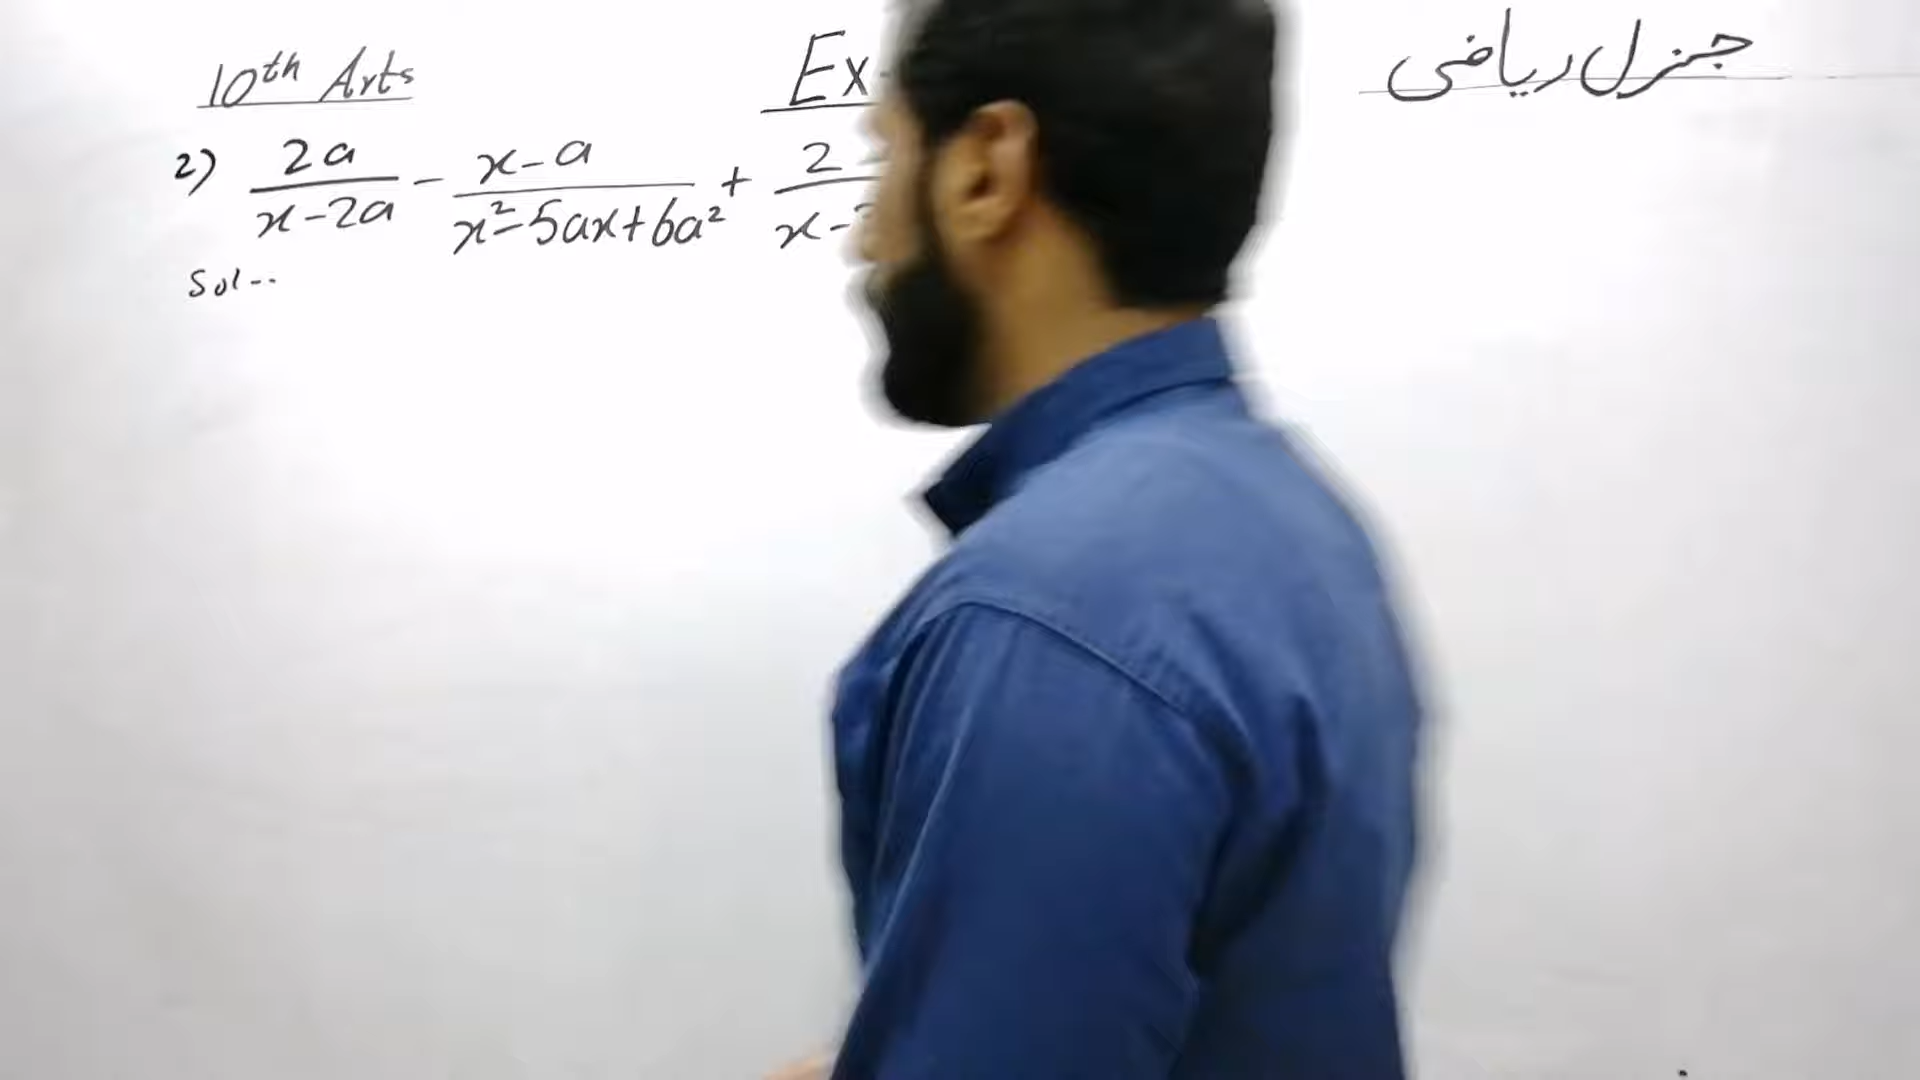 10th Arts Ex جنرل ریاضی
2) 2a/(x-2a) - (x-a)/(x²-5ax+6a²) + 2/(x-
Sol--